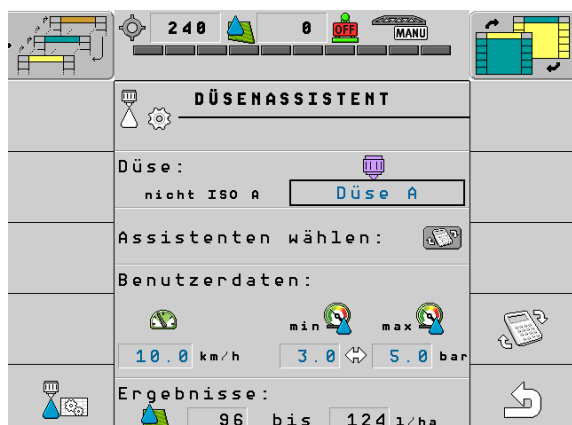 240 0 OFF MANU
DÜSENASSISTENT
Düse:
nicht ISO A Düse A
Assistenten wählen:
Benutzerdaten:
min max
10.0 km/h 3.0 5.0 bar
Ergebnisse:
96 bis 124 l/ha